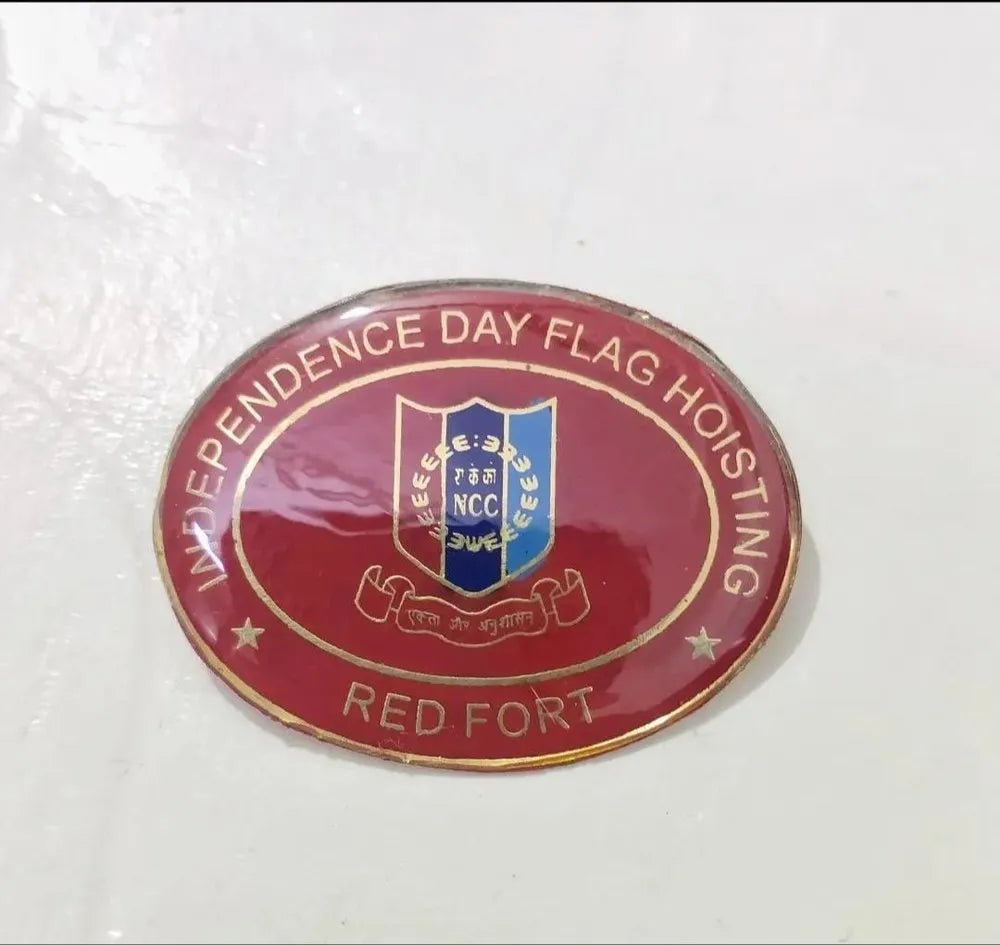 INDEPENDENCE DAY FLAG HOISTING
रा के को
NCC
एकता और अनुशासन
RED FORT